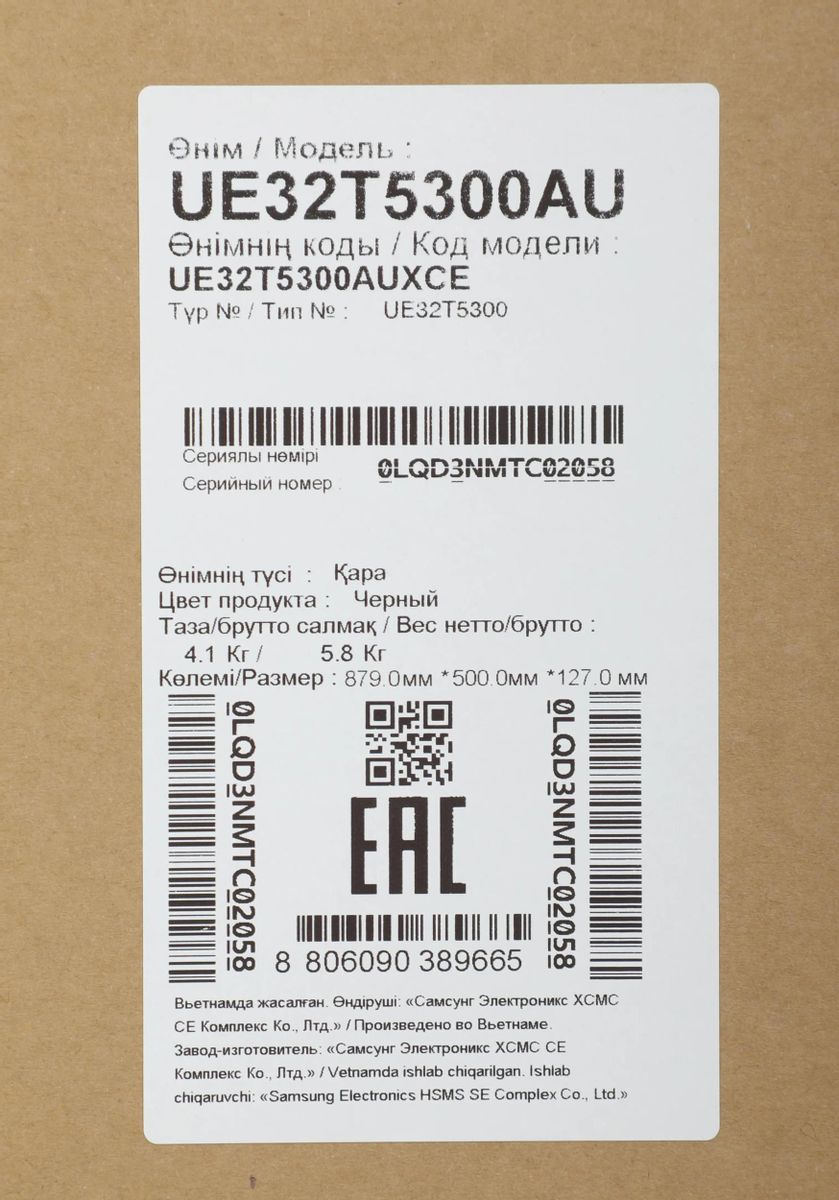 Өнім / Модель :
UE32T5300AU
Өнімнің коды / Код модели :
UE32T5300AUXCE
Түр № / Тип № : UE32T5300
Сериялы нөмірі
Серийный номер :
0LQD3NMTC02058
Өнімнің түсі : Қара
Цвет продукта : Черный
Таза/брутто салмақ / Вес нетто/брутто :
4.1 Кг / 5.8 Кг
Көлемі/Размер : 879.0мм *500.0мм *127.0 мм
0LQD3NMTC02058
0LQD3NMTC02058
EAC
8 806090 389665
Вьетнамда жасалған. Өндіруші: «Самсунг Электроникс ХСМС
СЕ Комплекс Ко., Лтд.» / Произведено во Вьетнаме.
Завод-изготовитель: «Самсунг Электроникс ХСМС СЕ
Комплекс Ко., Лтд.» / Vetnamda ishlab chiqarilgan. Ishlab
chiqaruvchi: «Samsung Electronics HSMS SE Complex Co., Ltd.»